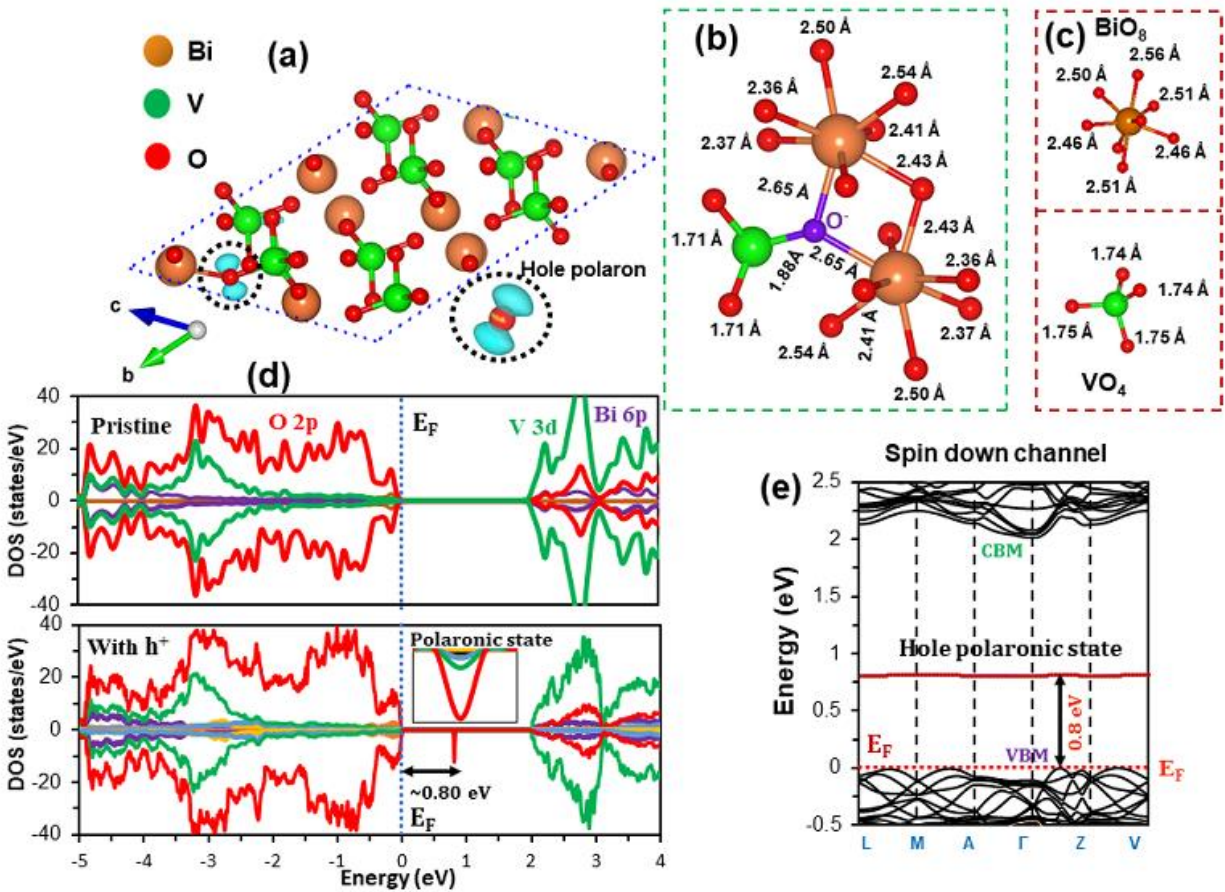 Bi
V
O
(a)
Hole polaron
c
b
(b)
2.50 Å
2.54 Å
2.36 Å
2.41 Å
2.37 Å
2.43 Å
2.65 Å
O-
1.71 Å
2.43 Å
1.88Å
2.65 Å
2.36 Å
1.71 Å
2.54 Å
2.41 Å
2.37 Å
2.50 Å
(c)
BiO8
2.56 Å
2.50 Å
2.51 Å
2.46 Å
2.46 Å
2.51 Å
1.74 Å
1.74 Å
1.75 Å
1.75 Å
VO4
(d)
DOS (states/eV)
40
20
0
-20
-40
Pristine
O 2p
EF
V 3d
Bi 6p
DOS (states/eV)
40
20
0
-20
-40
With h+
Polaronic state
~0.80 eV
EF
-5 -4 -3 -2 -1 0 1 2 3 4
Energy (eV)
Spin down channel
(e)
Energy (eV)
2.5
2
1.5
1
0.5
0
-0.5
CBM
Hole polaronic state
0.8 eV
EF
VBM
EF
L M A Γ Z V